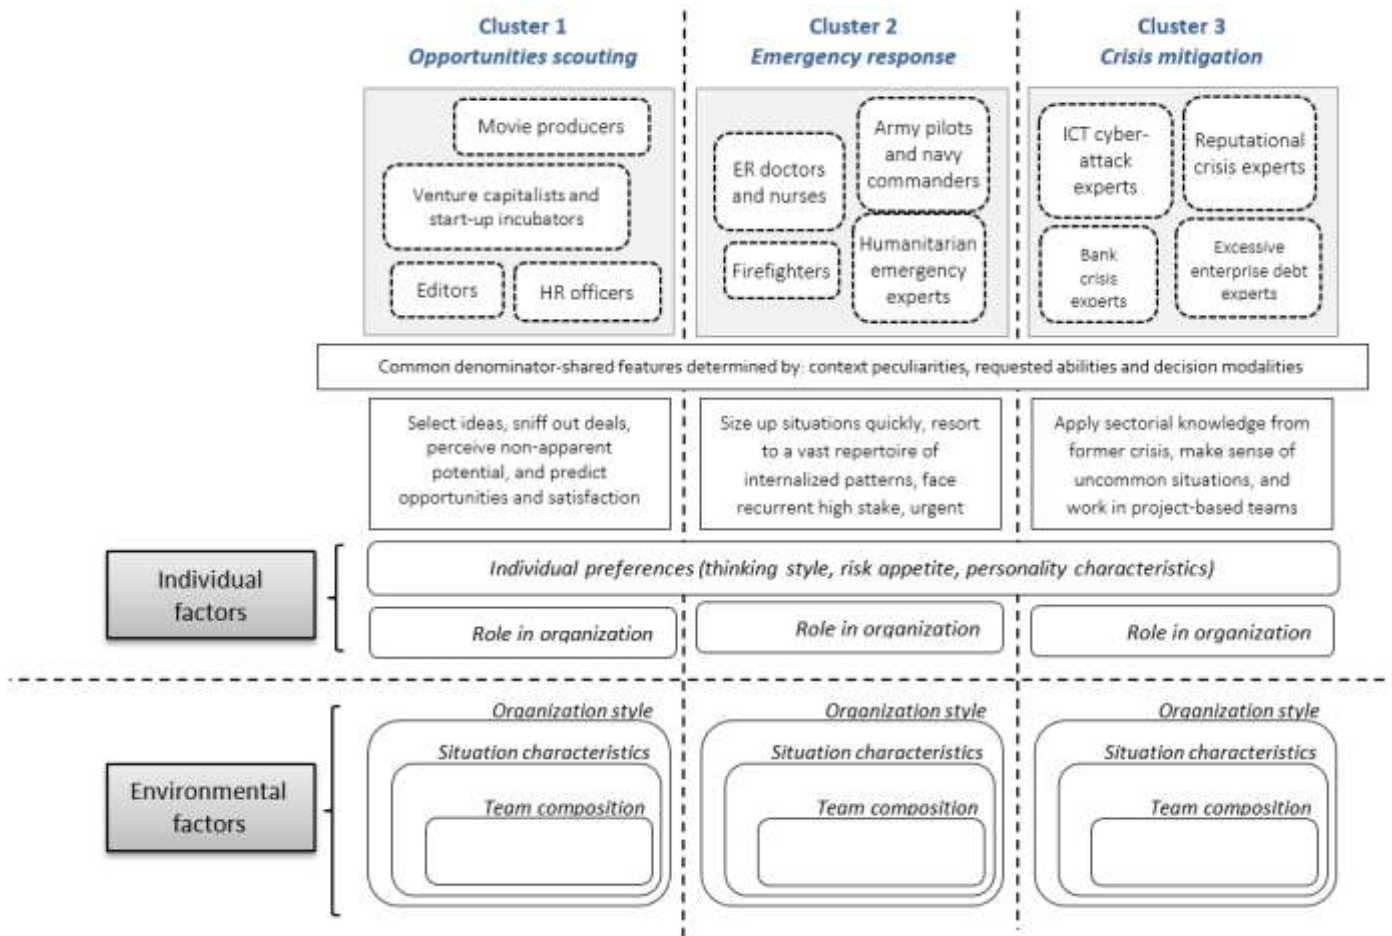 Cluster 1
Opportunities scouting
Cluster 2
Emergency response
Cluster 3
Crisis mitigation
Movie producers
Venture capitalists and
start-up incubators
Editors
HR officers
ER doctors
and nurses
Army pilots
and navy
commanders
Firefighters
Humanitarian
emergency
experts
ICT cyber-
attack
experts
Reputational
crisis experts
Bank
crisis
experts
Excessive
enterprise debt
experts
Common denominator-shared features determined by: context peculiarities, requested abilities and decision modalities
Select ideas, sniff out deals,
perceive non-apparent
potential, and predict
opportunities and satisfaction
Size up situations quickly, resort
to a vast repertoire of
internalized patterns, face
recurrent high stake, urgent
Apply sectorial knowledge from
former crisis, make sense of
uncommon situations, and
work in project-based teams
Individual
factors
Individual preferences (thinking style, risk appetite, personality characteristics)
Role in organization
Role in organization
Role in organization
Environmental
factors
Organization style
Situation characteristics
Team composition
Organization style
Situation characteristics
Team composition
Organization style
Situation characteristics
Team composition